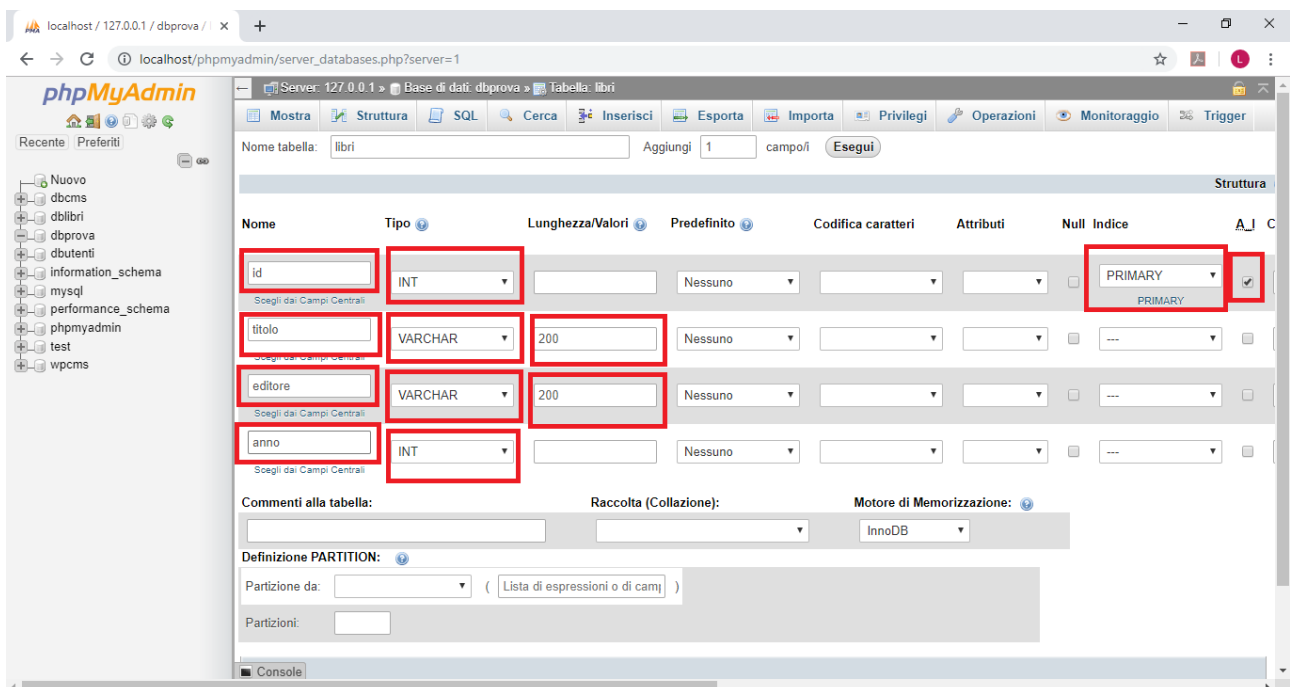 localhost / 127.0.0.1 / dbprova /
localhost/phpmyadmin/server_databases.php?server=1
L
phpMyAdmin
Recente Preferiti
Nuovo
dbcms
dblibri
dbprova
dbutenti
information_schema
mysql
performance_schema
phpmyadmin
test
wpcms
Server: 127.0.0.1 » Base di dati: dbprova » Tabella: libri
Mostra Struttura SQL Cerca Inserisci Esporta Importa Privilegi Operazioni Monitoraggio Trigger
Nome tabella: libri Aggiungi 1 campo/i Esegui
Struttura
Nome Tipo Lunghezza/Valori Predefinito Codifica caratteri Attributi Null Indice A_I C
id INT Nessuno PRIMARY
Scegli dai Campi Centrali PRIMARY
titolo VARCHAR 200 Nessuno ---
Scegli dai Campi Centrali
editore VARCHAR 200 Nessuno ---
Scegli dai Campi Centrali
anno INT Nessuno ---
Scegli dai Campi Centrali
Commenti alla tabella: Raccolta (Collazione): Motore di Memorizzazione:
InnoDB
Definizione PARTITION:
Partizione da: ( Lista di espressioni o di camp )
Partizioni:
Console